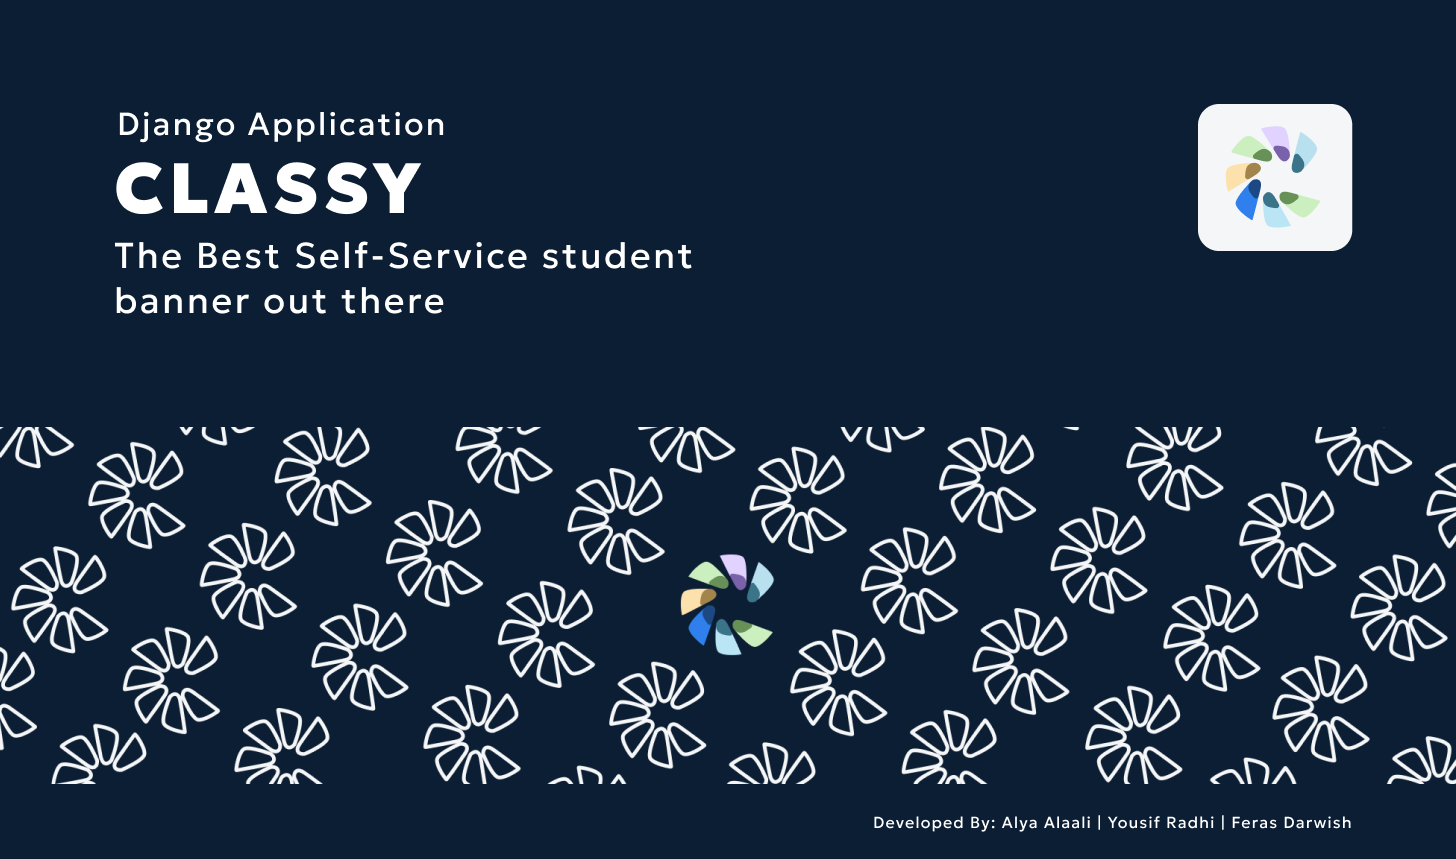 Django Application
CLASSY
The Best Self-Service student
banner out there
Developed By: Alya Alaali | Yousif Radhi | Feras Darwish